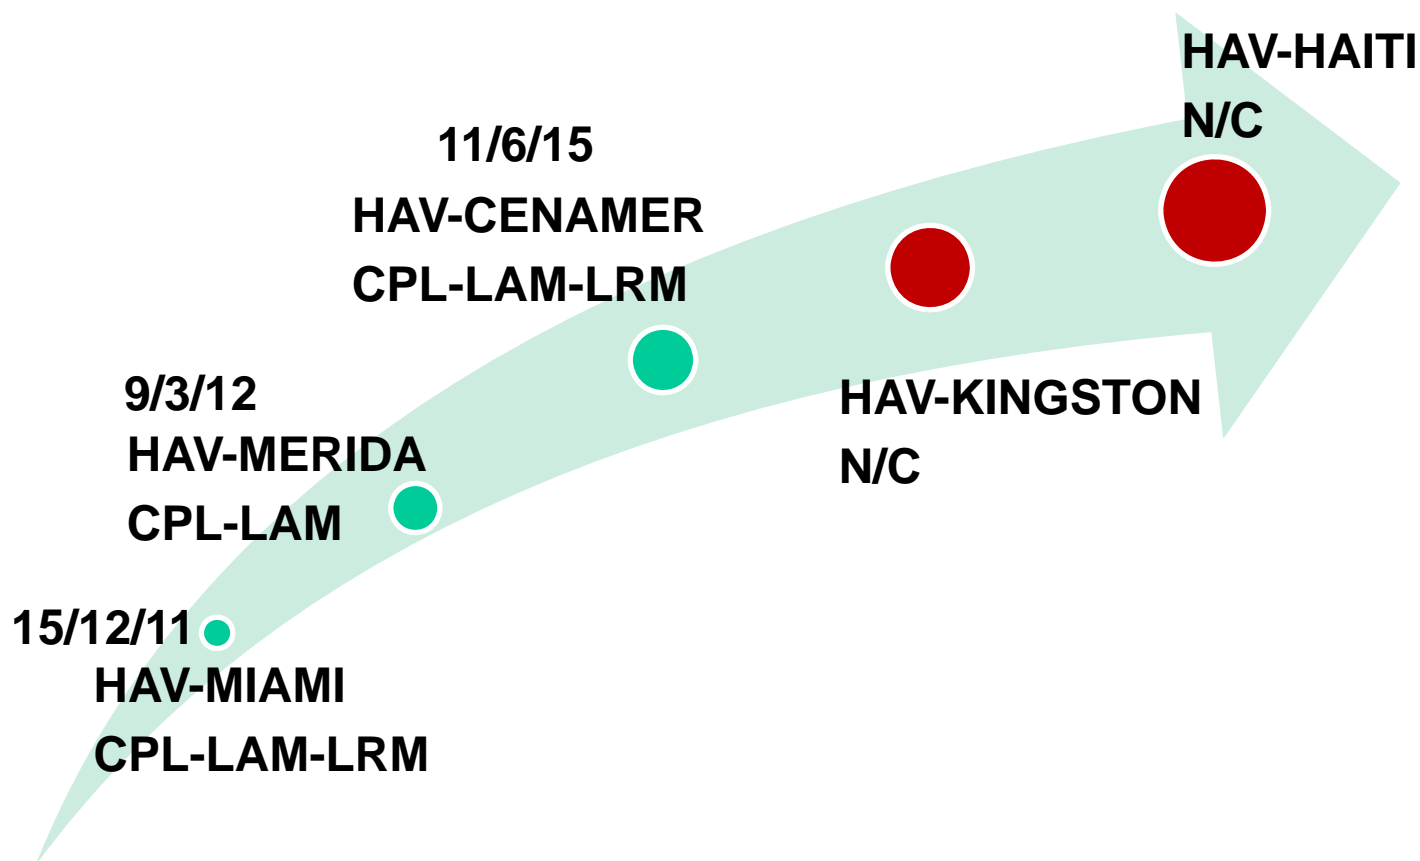 15/12/11
HAV-MIAMI
CPL-LAM-LRM
9/3/12
HAV-MERIDA
CPL-LAM
11/6/15
HAV-CENAMER
CPL-LAM-LRM
HAV-KINGSTON
N/C
HAV-HAITI
N/C